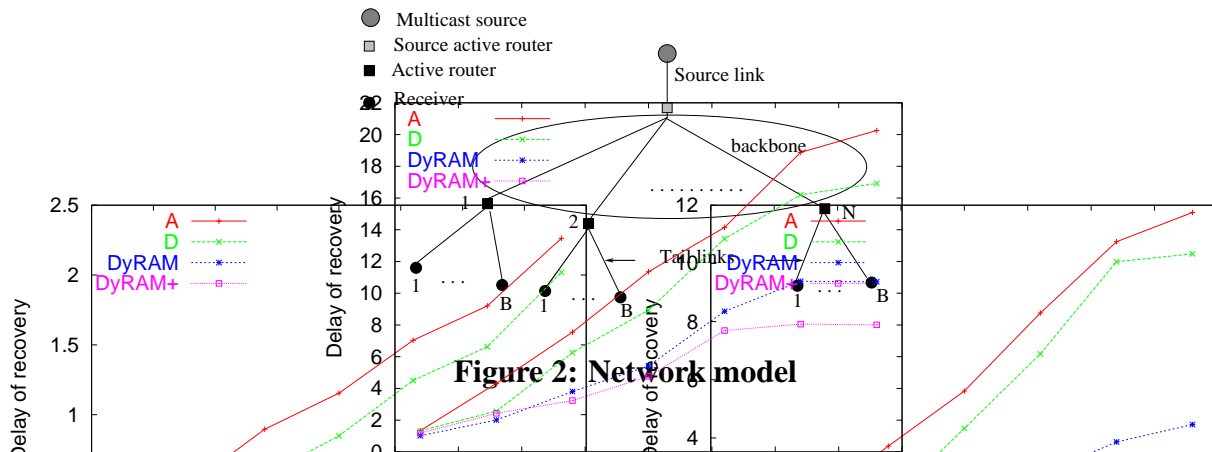 Multicast source
Source active router
Active router
Receiver
Source link
backbone
. . . . . . . . . .
1
2
N
Tail links
1
. . .
B
1
. . .
B
1
. . .
B
Figure 2: Network model
2.5
2
1.5
1
Delay of recovery
A
D
DyRAM
DyRAM+
22
20
18
16
14
12
10
8
6
4
2
0
Delay of recovery
A
D
DyRAM
DyRAM+
12
10
8
6
4
Delay of recovery
A
D
DyRAM
DyRAM+